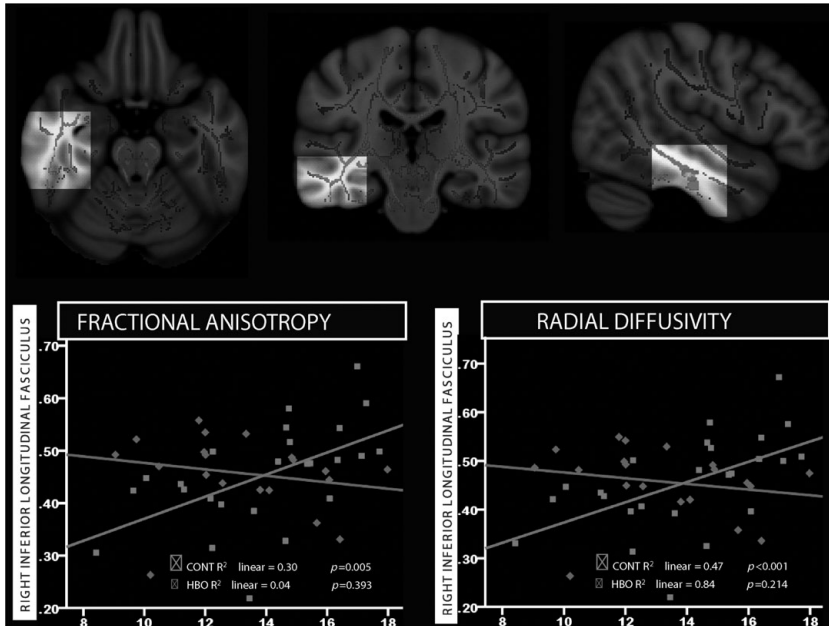 FRACTIONAL ANISOTROPY
RIGHT INFERIOR LONGITUDINAL FASCICULUS
.70
.50
.40
.30
.20
CONT R² linear = 0.30 p=0.005
HBO R² linear = 0.04 p=0.393
8 10 12 14 16 18
RADIAL DIFFUSIVITY
RIGHT INFERIOR LONGITUDINAL FASCICULUS
.70
.50
.40
.30
.20
CONT R² linear = 0.47 p<0.001
HBO R² linear = 0.84 p=0.214
8 10 12 14 16 18